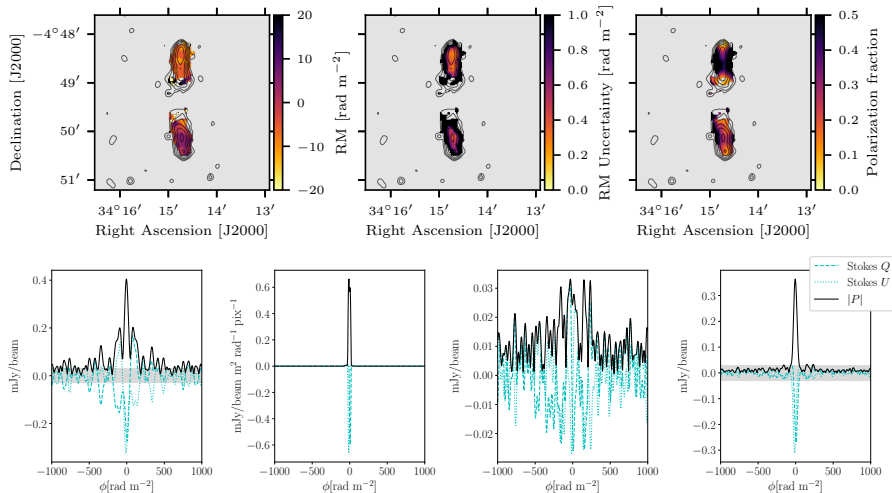 20
10
0
−10
−20
RM [rad m−2]
1.0
0.8
0.6
0.4
0.2
0.0
RM Uncertainty [rad m−2]
0.5
0.4
0.3
0.2
0.1
0.0
Polarization fraction
Declination [J2000]
−4°48′
49′
50′
51′
34°16′ 15′ 14′ 13′
Right Ascension [J2000]
34°16′ 15′ 14′ 13′
Right Ascension [J2000]
34°16′ 15′ 14′ 13′
Right Ascension [J2000]
mJy/beam
0.4
0.2
0.0
−0.2
−1000 −500 0 500 1000
ϕ[rad m−2]
mJy/beam m2 rad−1 pix−1
0.6
0.4
0.2
0.0
−0.2
−0.4
−0.6
−1000 −500 0 500 1000
ϕ[rad m−2]
mJy/beam
0.03
0.02
0.01
0.00
−0.01
−0.02
−1000 −500 0 500 1000
ϕ[rad m−2]
mJy/beam
0.3
0.2
0.1
0.0
−0.1
−0.2
−0.3
−1000 −500 0 500 1000
ϕ[rad m−2]
Stokes Q
Stokes U
|P|